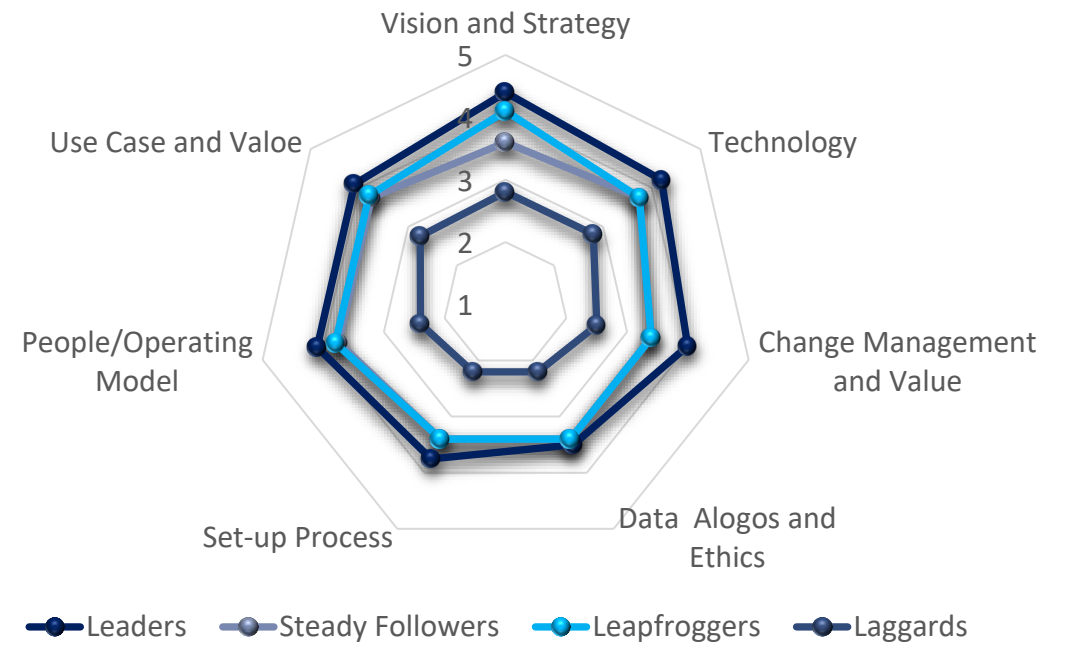 Vision and Strategy
5
4
3
2
1
Technology
Change Management
and Value
Data  Alogos and
Ethics
Set-up Process
People/Operating
Model
Use Case and Valoe
Leaders
Steady Followers
Leapfroggers
Laggards